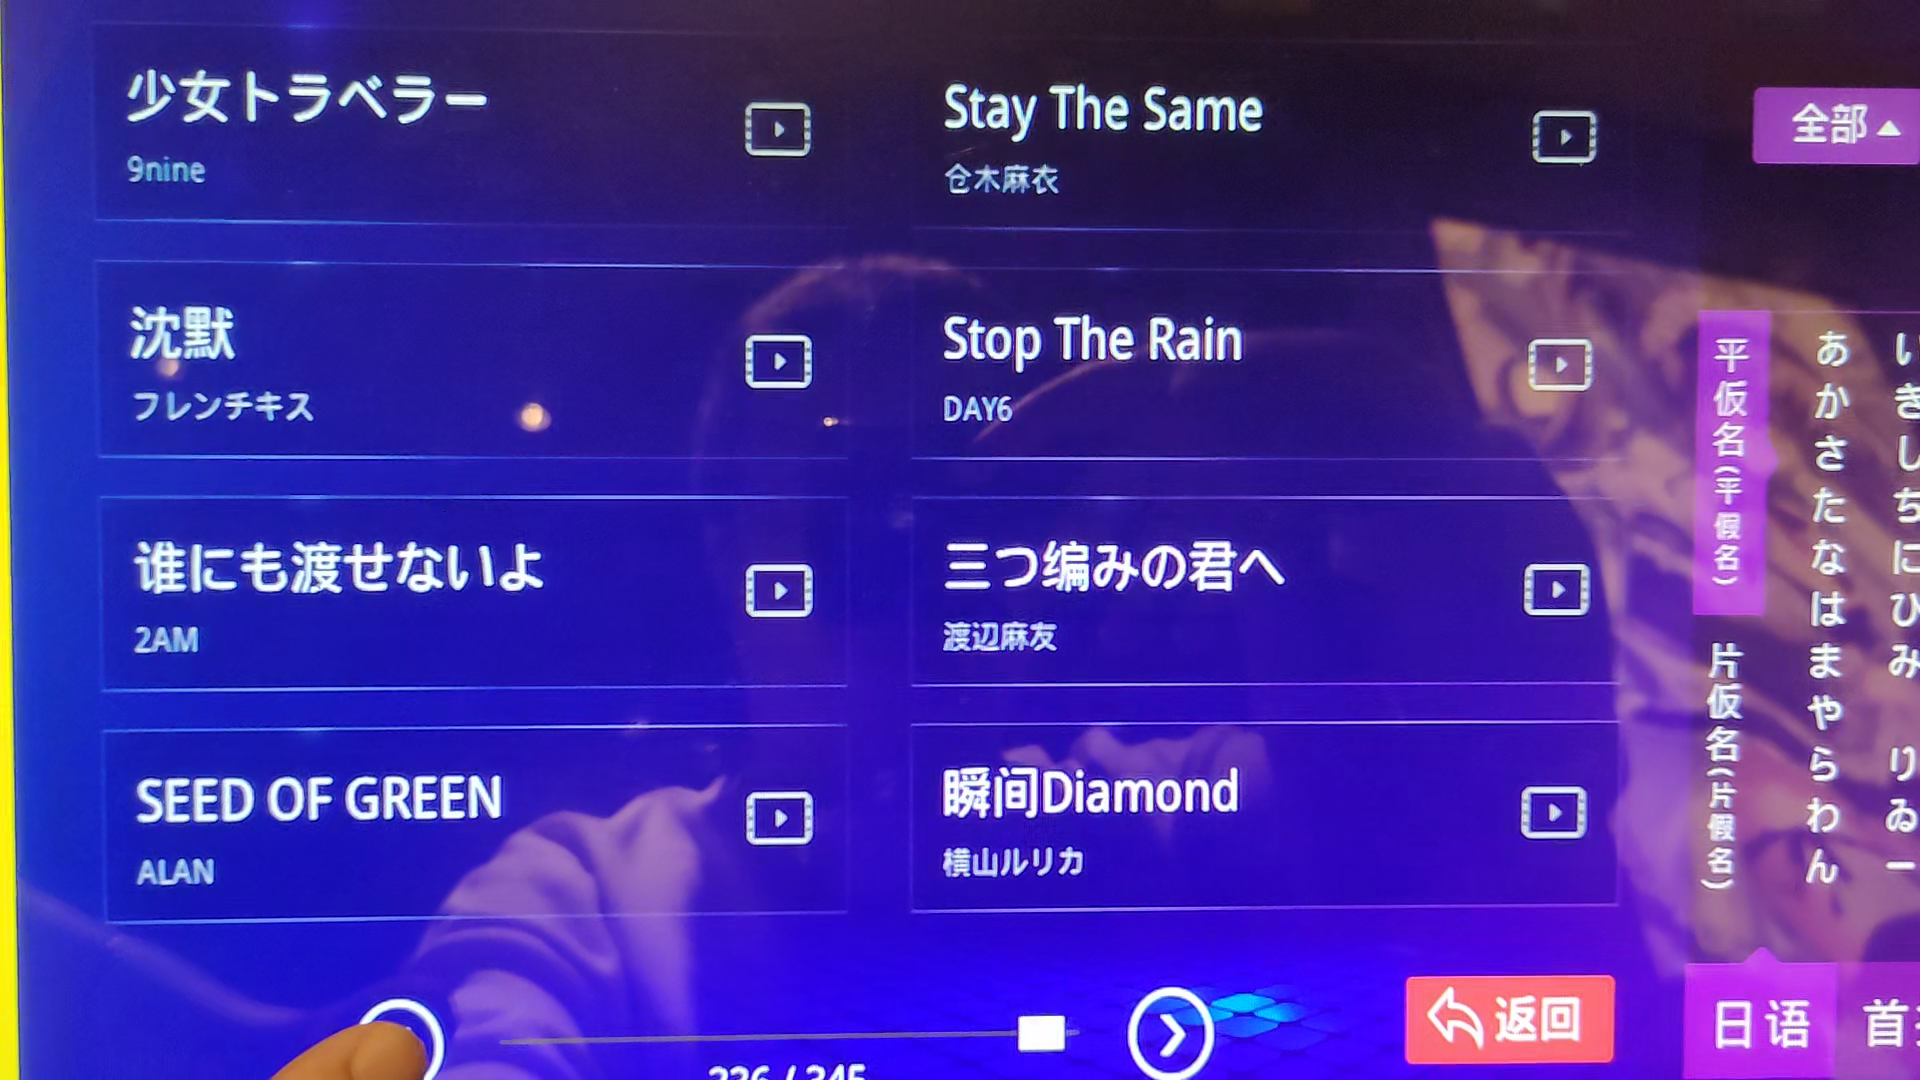 少女トラベラー
9nine
Stay The Same
仓木麻衣
沈默
フレンチキス
Stop The Rain
DAY6
谁にも渡せないよ
2AM
三つ编みの君へ
渡辺麻友
SEED OF GREEN
ALAN
瞬间Diamond
横山ルリカ
返回
全部
平仮名(平假名)
片仮名(片假名)
あかさたなはまやらわん
いきしちにひみ りゐー
日语
首